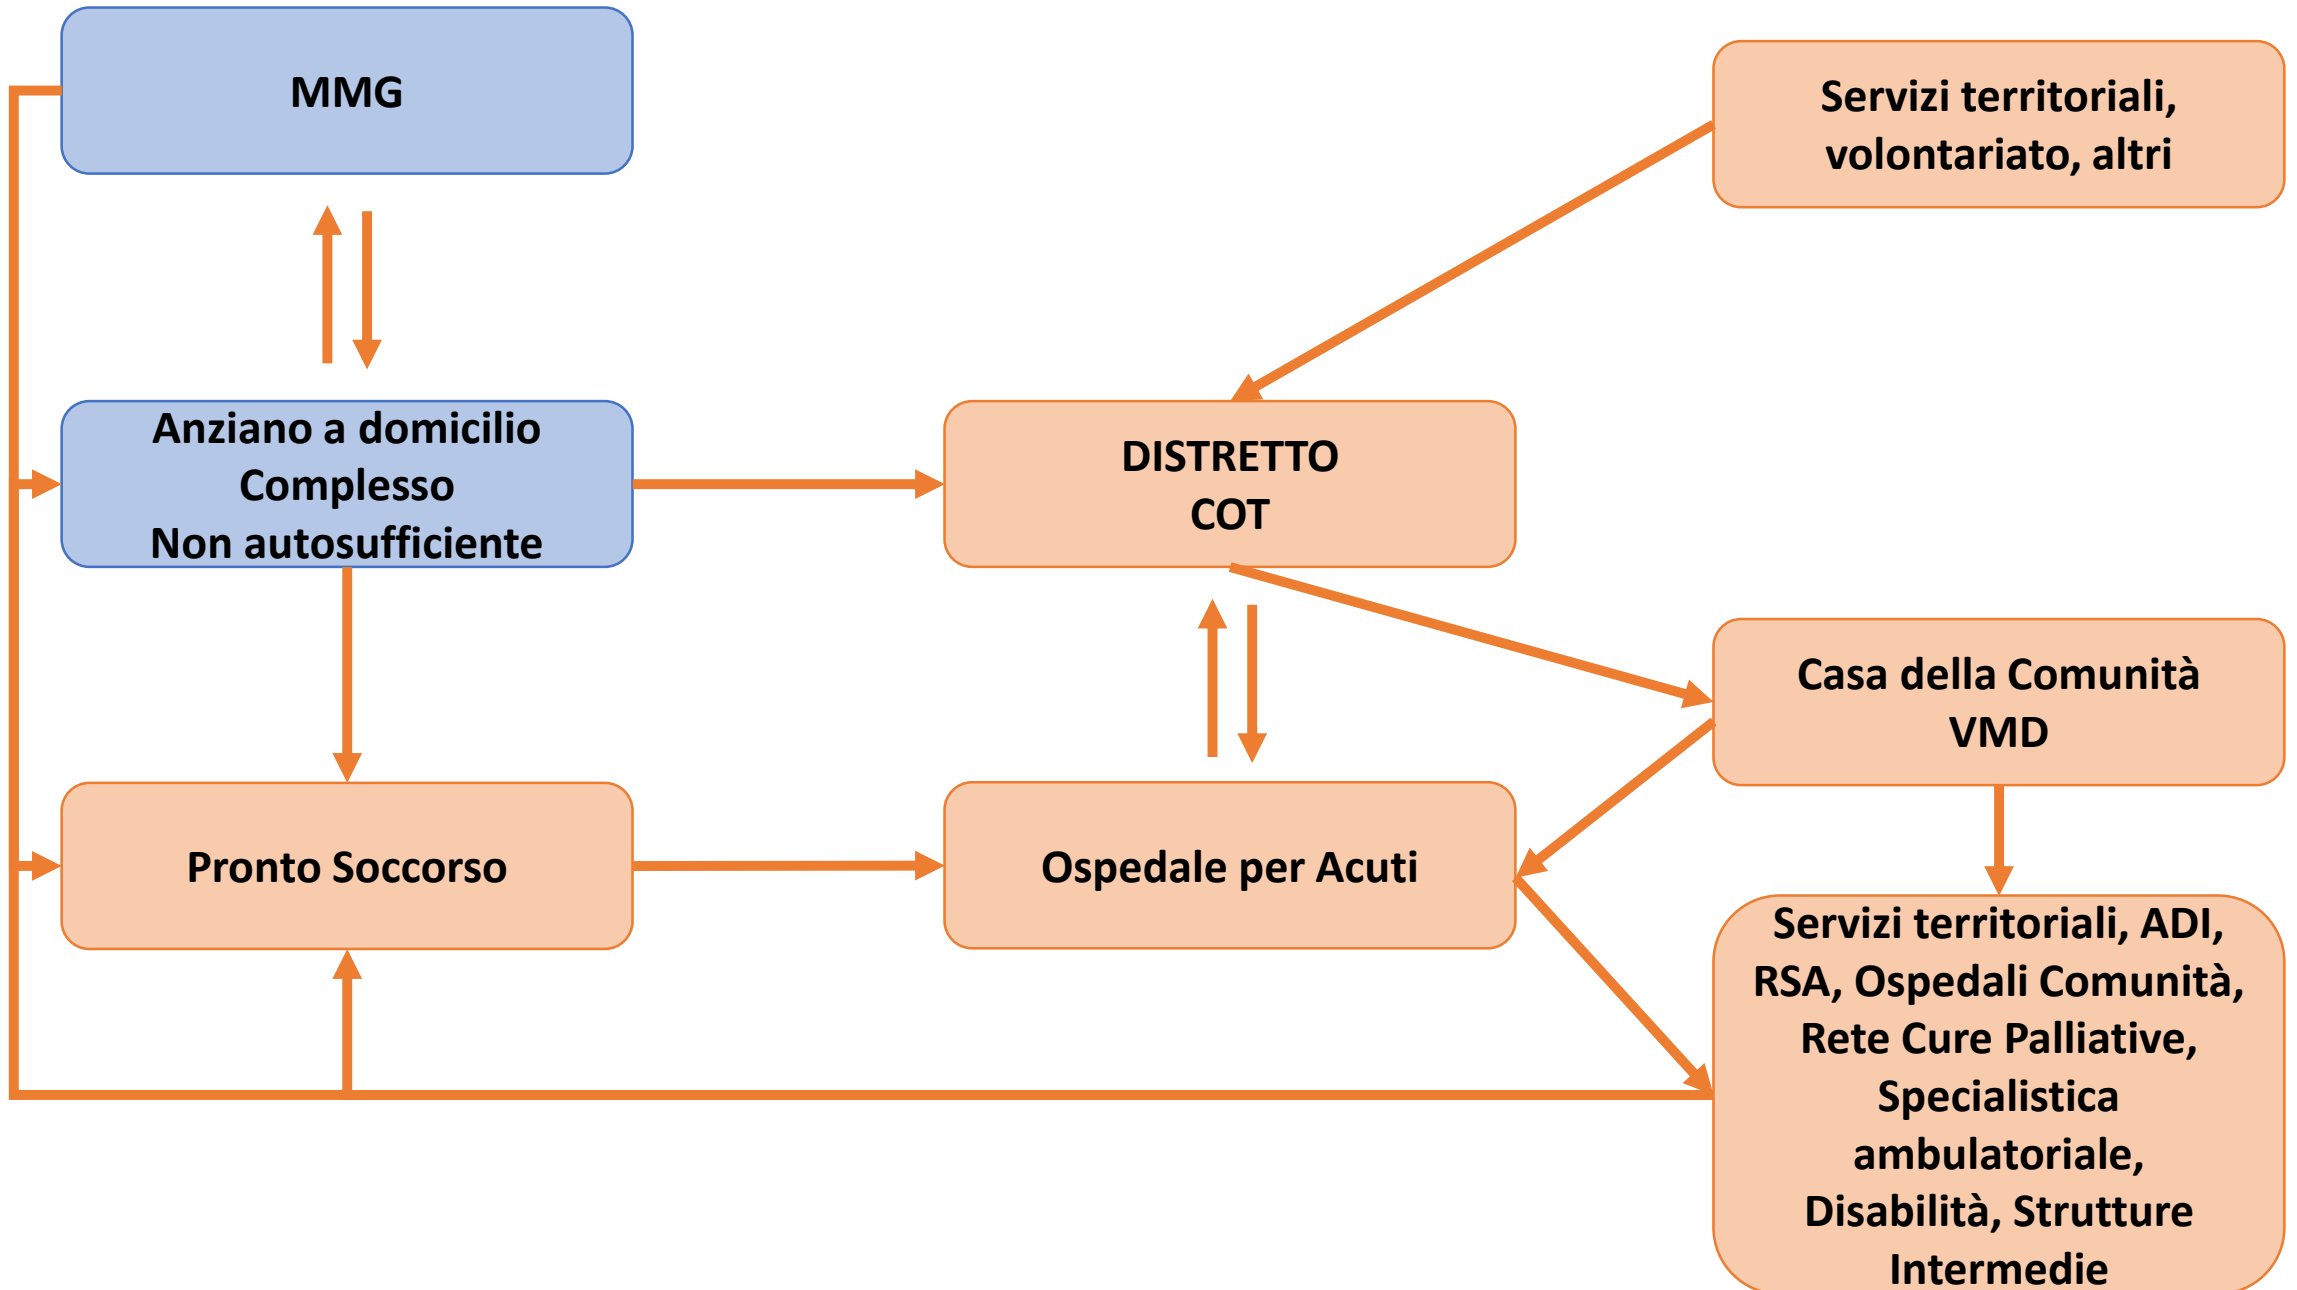 MMG
Servizi territoriali,
volontariato, altri
Anziano a domicilio
Complesso
Non autosufficiente
DISTRETTO
COT
Casa della Comunità
VMD
Pronto Soccorso
Ospedale per Acuti
Servizi territoriali, ADI,
RSA, Ospedali Comunità,
Rete Cure Palliative,
Specialistica
ambulatoriale,
Disabilità, Strutture
Intermedie